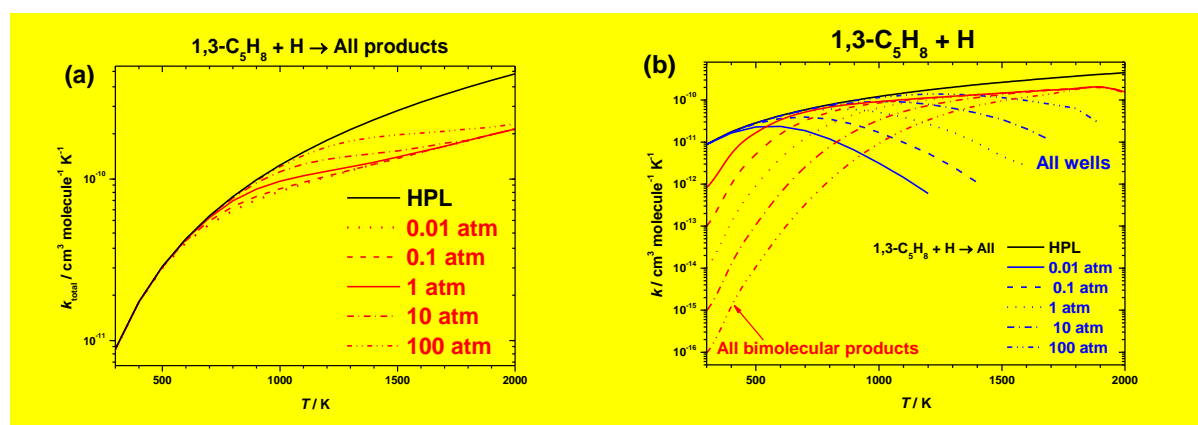 1,3-C5H8 + H → All products
(a)
k_total / cm³ molecule⁻¹ K⁻¹
10⁻¹⁰
10⁻¹¹
HPL
0.01 atm
0.1 atm
1 atm
10 atm
100 atm
500 1000 1500 2000
T / K
1,3-C₅H₈ + H
(b)
k / cm³ molecule⁻¹ K⁻¹
10⁻¹⁰
10⁻¹¹
10⁻¹²
10⁻¹³
10⁻¹⁴
10⁻¹⁵
10⁻¹⁶
All wells
1,3-C₅H₈ + H → All
HPL
0.01 atm
0.1 atm
1 atm
10 atm
100 atm
All bimolecular products
500 1000 1500 2000
T / K